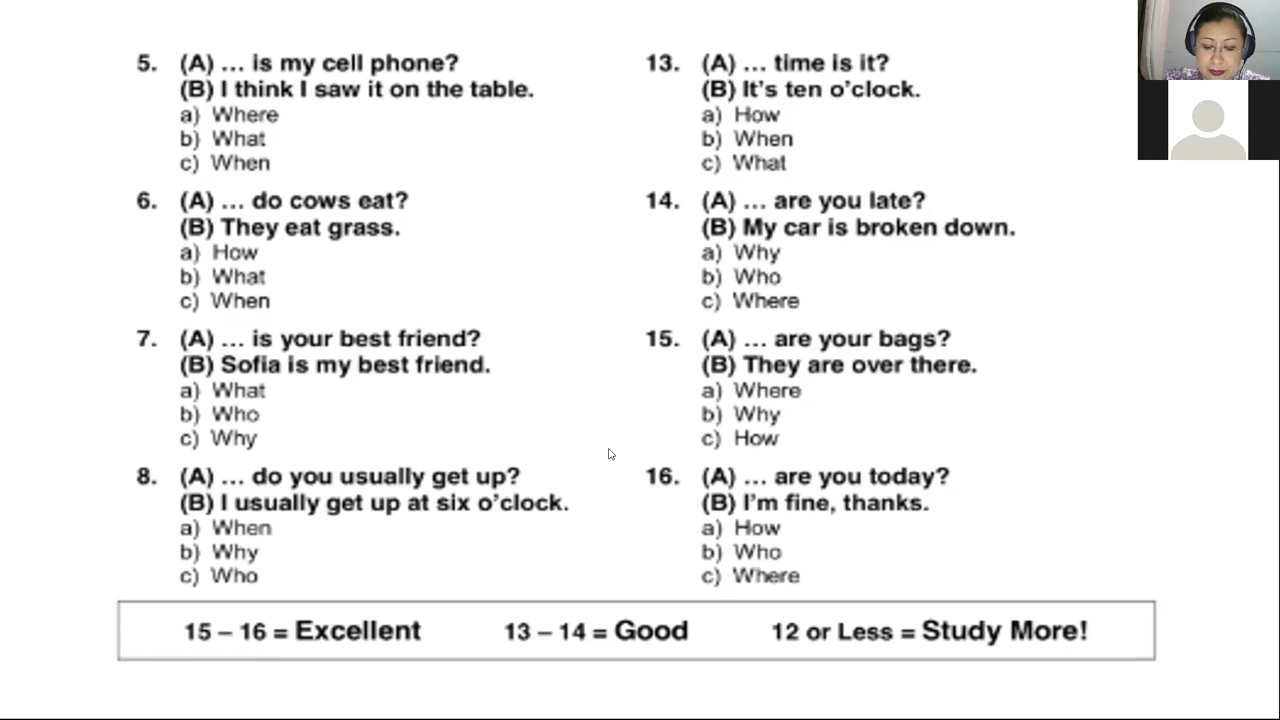 5. (A) ... is my cell phone?
(B) I think I saw it on the table.
a) Where
b) What
c) When
6. (A) ... do cows eat?
(B) They eat grass.
a) How
b) What
c) When
7. (A) ... is your best friend?
(B) Sofia is my best friend.
a) What
b) Who
c) Why
8. (A) ... do you usually get up?
(B) I usually get up at six o'clock.
a) When
b) Why
c) Who
13. (A) ... time is it?
(B) It's ten o'clock.
a) How
b) When
c) What
14. (A) ... are you late?
(B) My car is broken down.
a) Why
b) Who
c) Where
15. (A) ... are your bags?
(B) They are over there.
a) Where
b) Why
c) How
16. (A) ... are you today?
(B) I'm fine, thanks.
a) How
b) Who
c) Where
15 – 16 = Excellent 13 – 14 = Good 12 or Less = Study More!